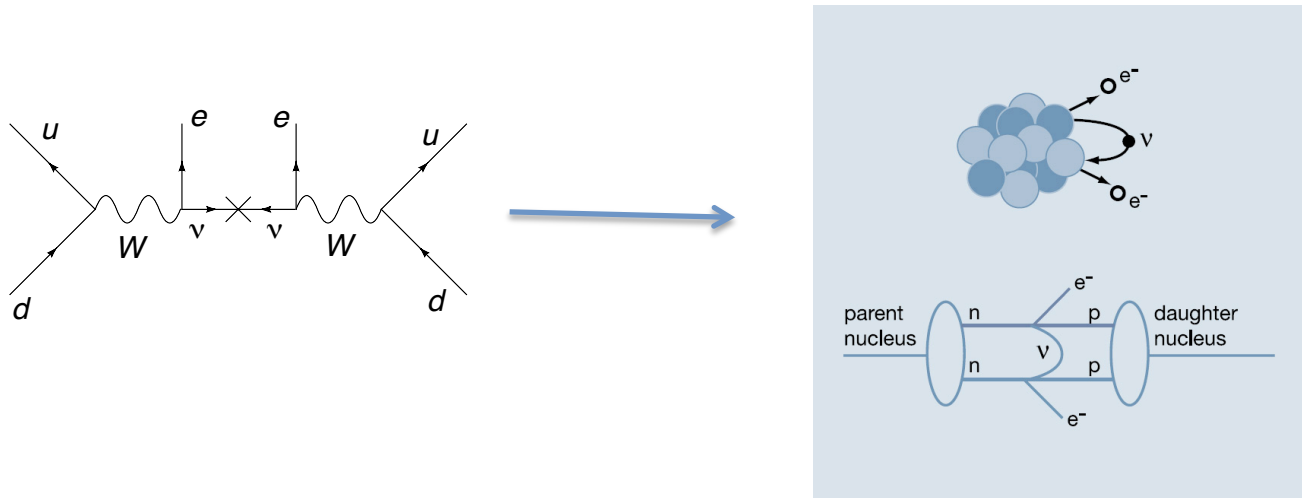 u
e
e
u
W
ν
ν
W
d
d
e-
ν
e-
e-
parent
nucleus
n
p
daughter
nucleus
ν
n
p
e-